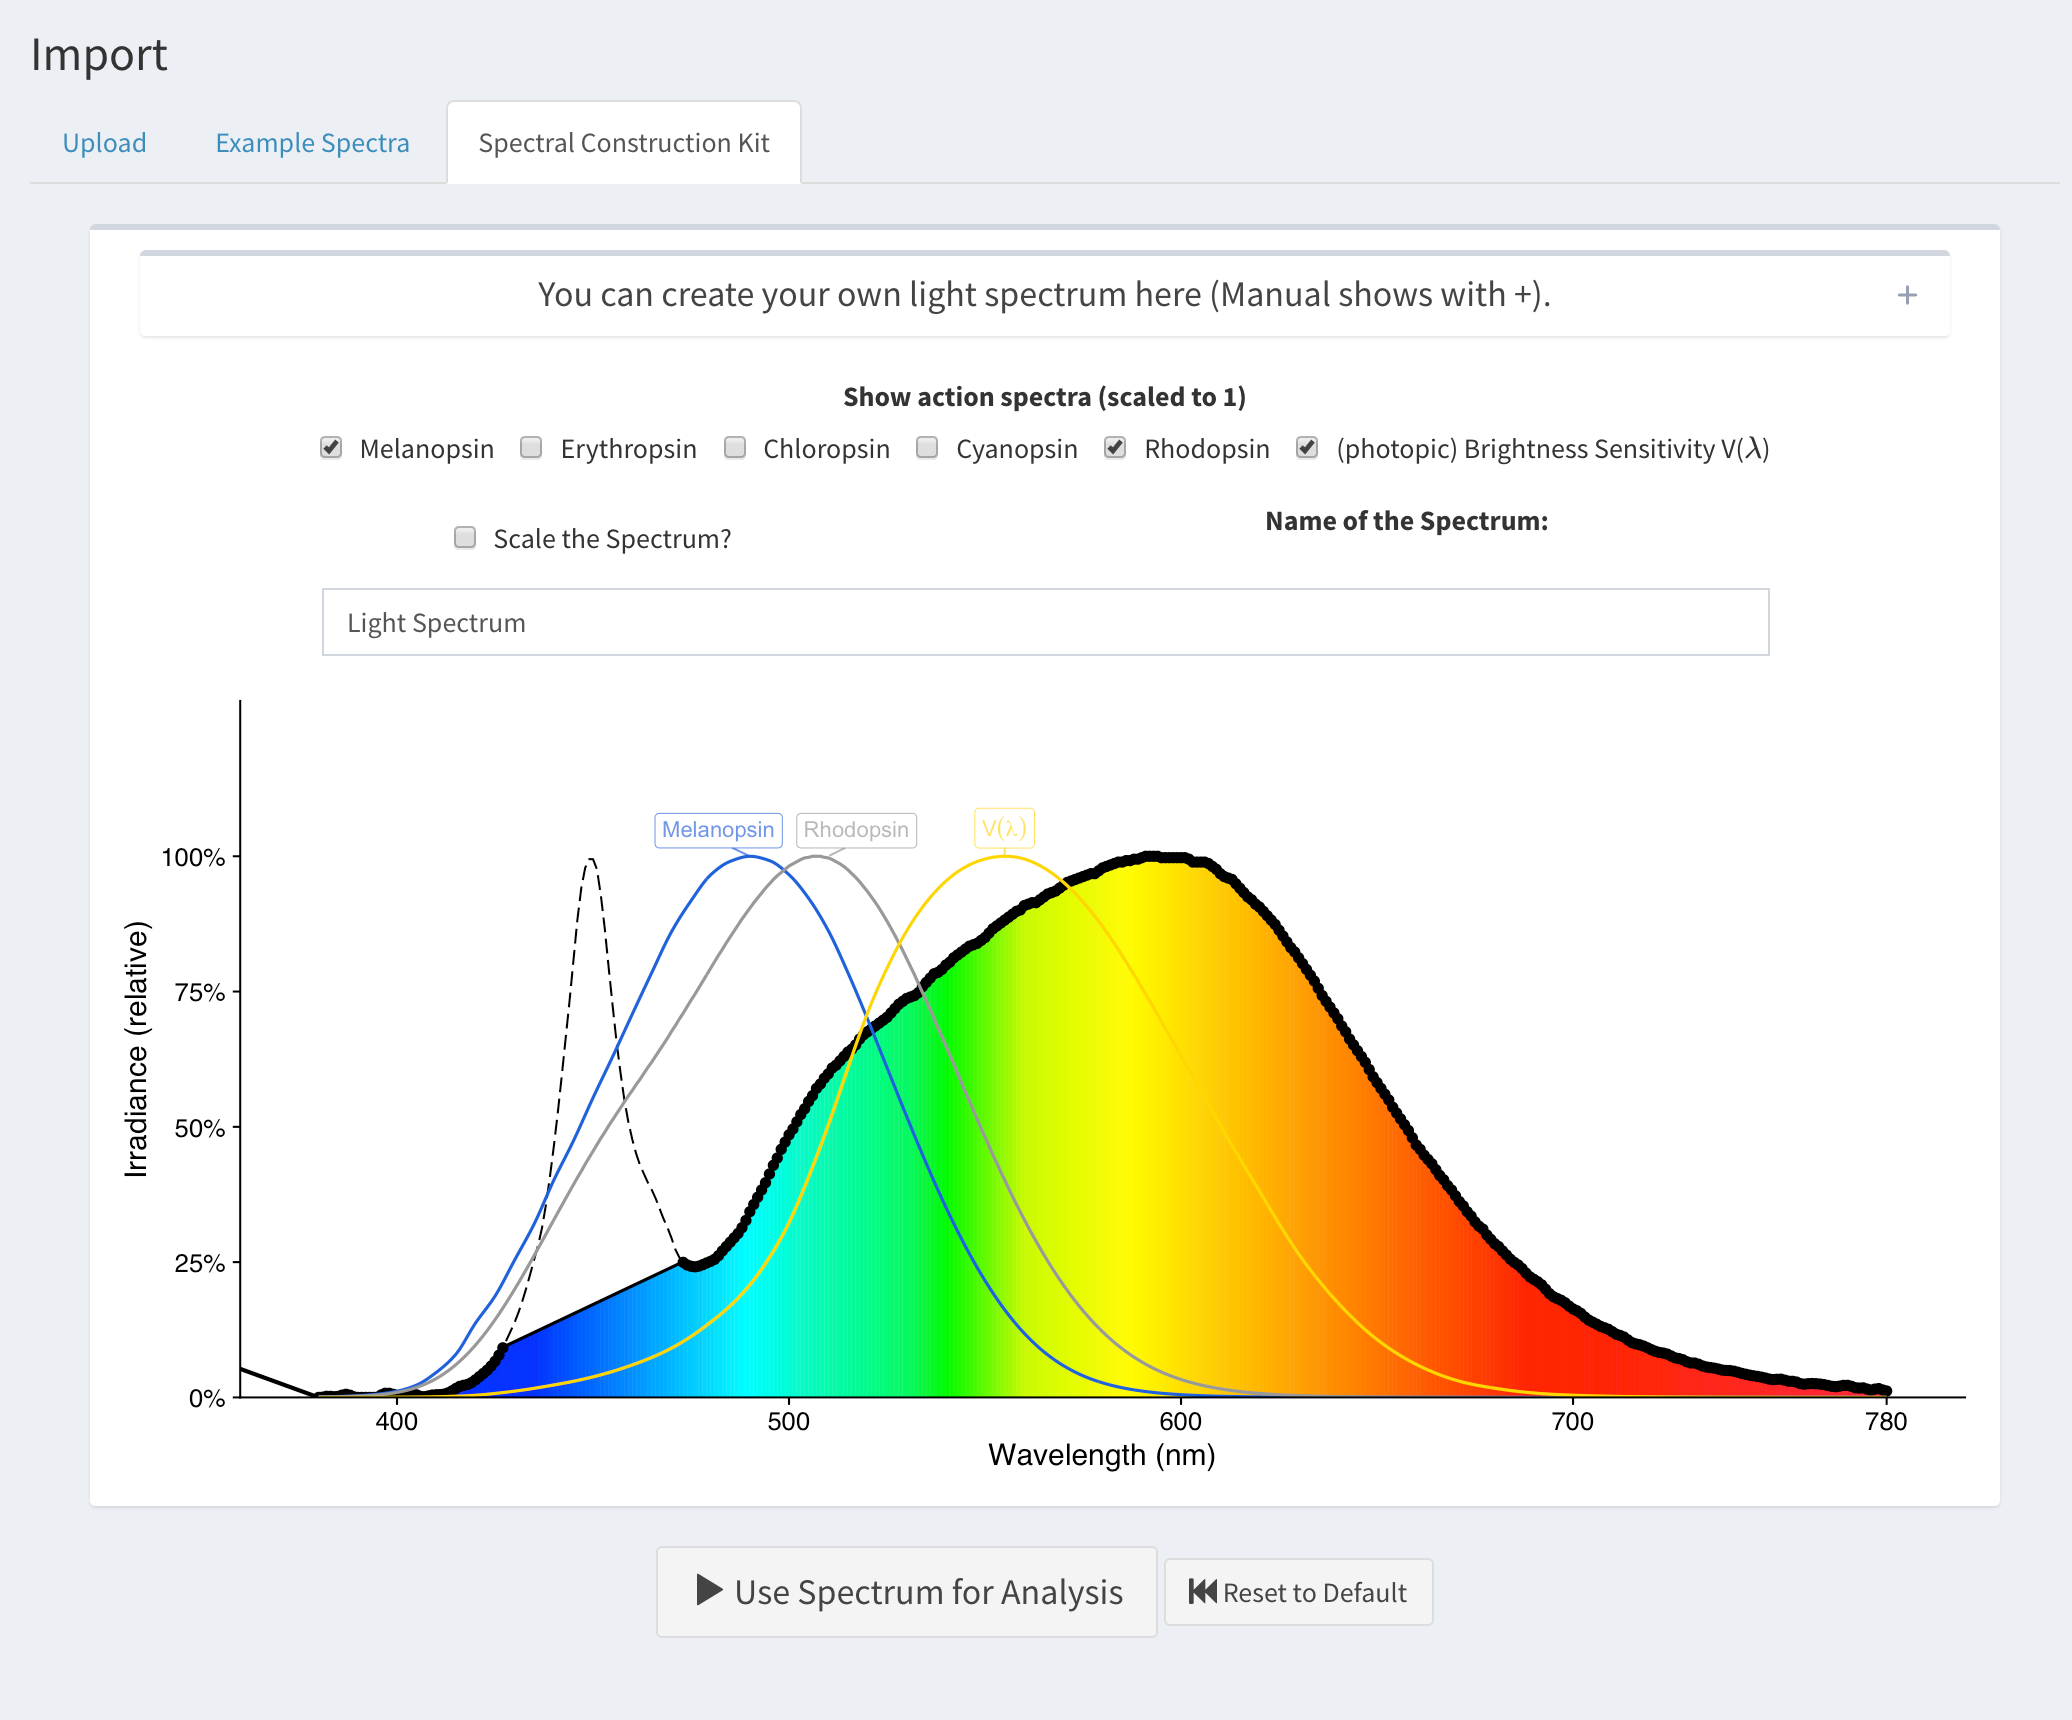 Import
Upload Example Spectra Spectral Construction Kit
You can create your own light spectrum here (Manual shows with +). +
Show action spectra (scaled to 1)
Melanopsin Erythropsin Chloropsin Cyanopsin Rhodopsin (photopic) Brightness Sensitivity V(λ)
Scale the Spectrum? Name of the Spectrum:
Light Spectrum
Melanopsin Rhodopsin V(λ)
100%
75%
50%
25%
0%
Irradiance (relative)
400 500 600 700 780
Wavelength (nm)
Use Spectrum for Analysis Reset to Default